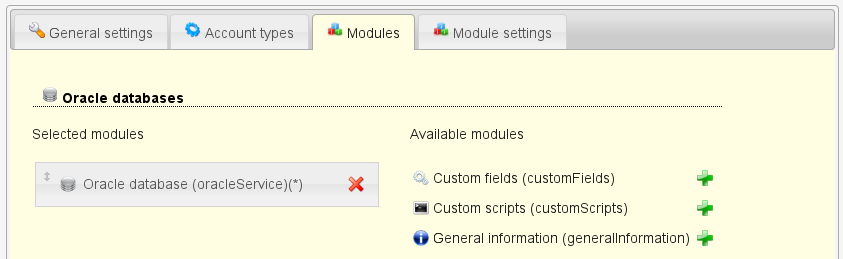 General settings
Account types
Modules
Module settings
Oracle databases
Selected modules
Available modules
Oracle database (oracleService)(*)
Custom fields (customFields)
Custom scripts (customScripts)
General information (generalInformation)